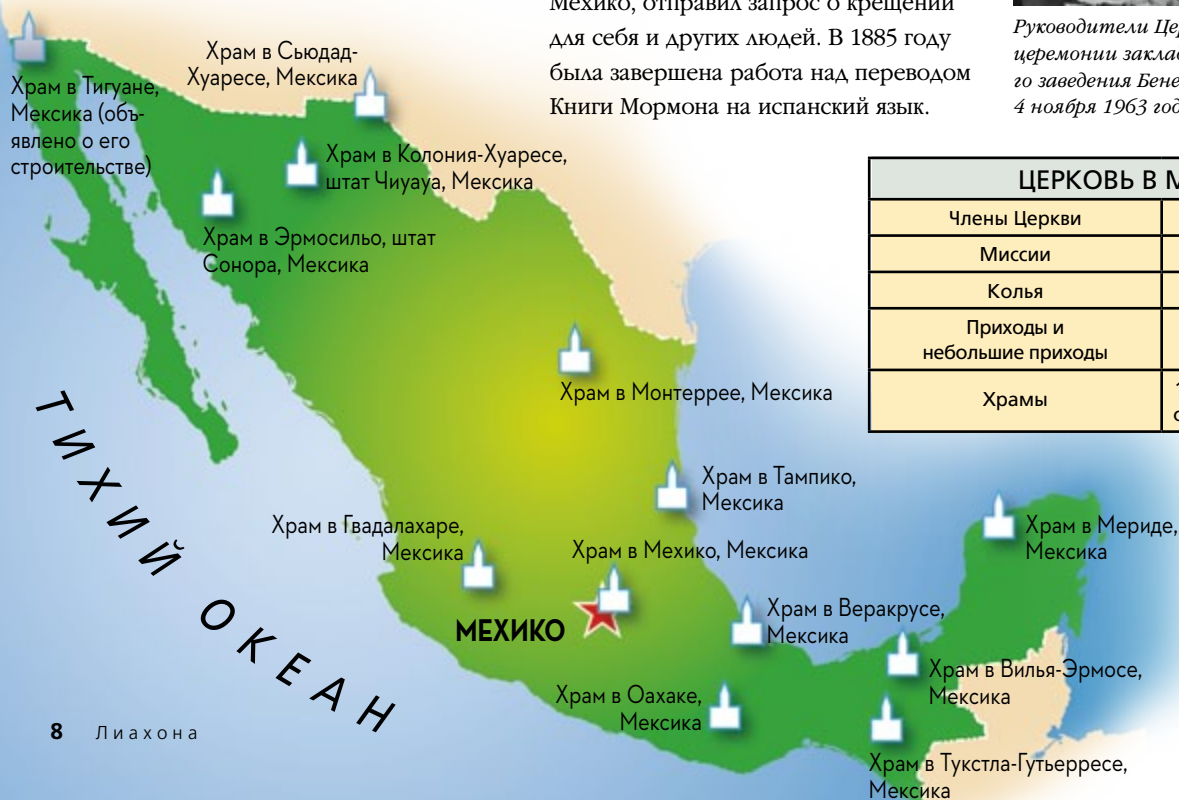 Мехико, отправил запрос о крещении
для себя и других людей. В 1885 году
была завершена работа над переводом
Книги Мормона на испанский язык.
Руководители Це
церемонии заклад
го заведения Бене
4 ноября 1963 год
ЦЕРКОВЬ В М
Члены Церкви
Миссии
Колья
Приходы и
небольшие приходы
Храмы
Храм в Тигуане,
Мексика (объ-
явлено о его
строительстве)
Храм в Сьюдад-
Хуаресе, Мексика
Храм в Колония-Хуаресе,
штат Чиуауа, Мексика
Храм в Эрмосильо, штат
Сонора, Мексика
Храм в Монтеррее, Мексика
Храм в Тампико,
Мексика
Храм в Гвадалахаре,
Мексика
Храм в Мехико, Мексика
МЕХИКО
Храм в Мериде,
Мексика
Храм в Веракрусе,
Мексика
Храм в Вилья-Эрмосе,
Мексика
Храм в Оахаке,
Мексика
Храм в Тукстла-Гутьерресе,
Мексика
ТИХИЙ ОКЕАН
8 Лиахона